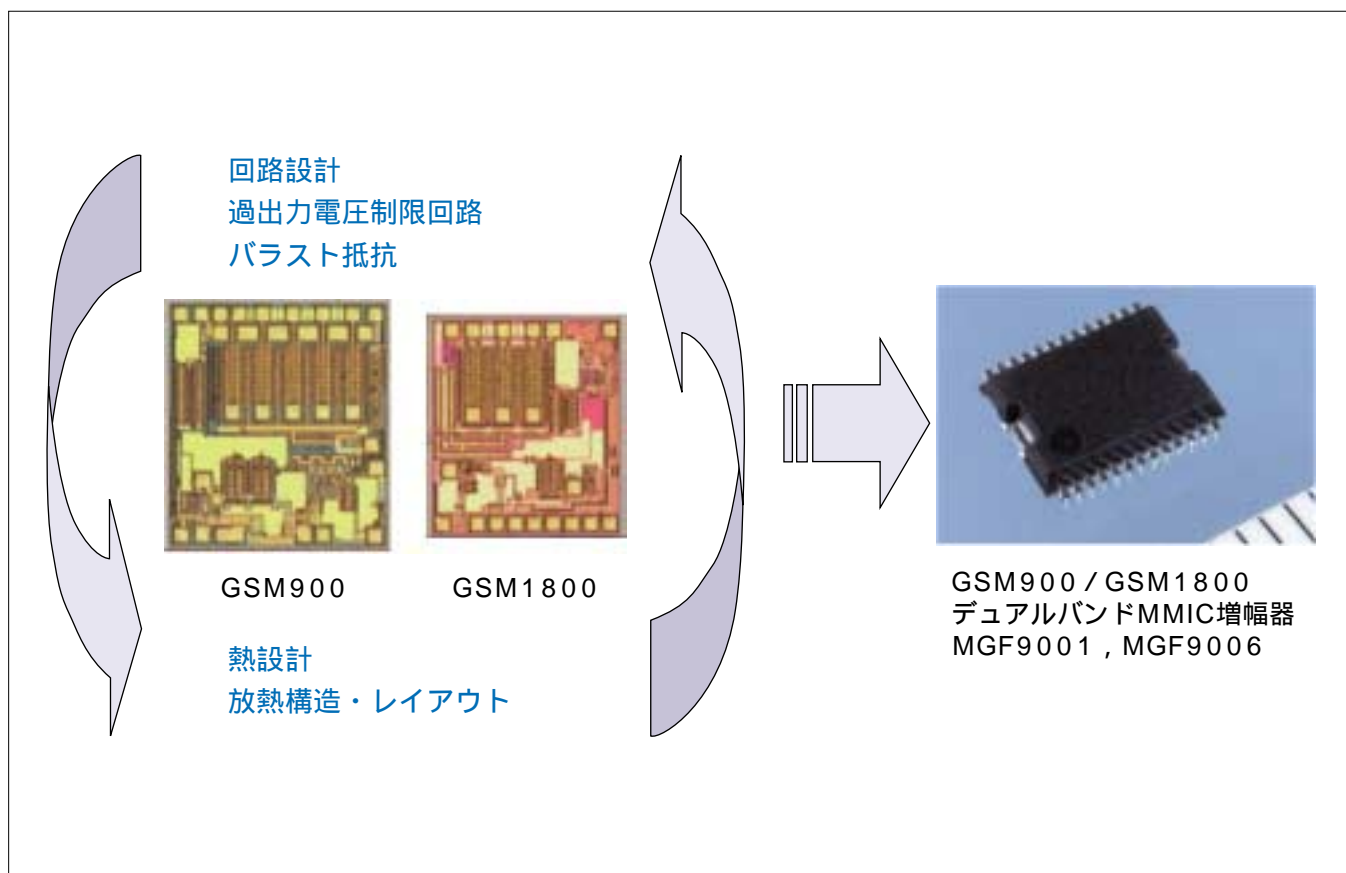 回路設計
過出力電圧制限回路
バラスト抵抗
GSM900
GSM1800
熱設計
放熱構造・レイアウト
GSM900/GSM1800
デュアルバンドMMIC増幅器
MGF9001,MGF9006